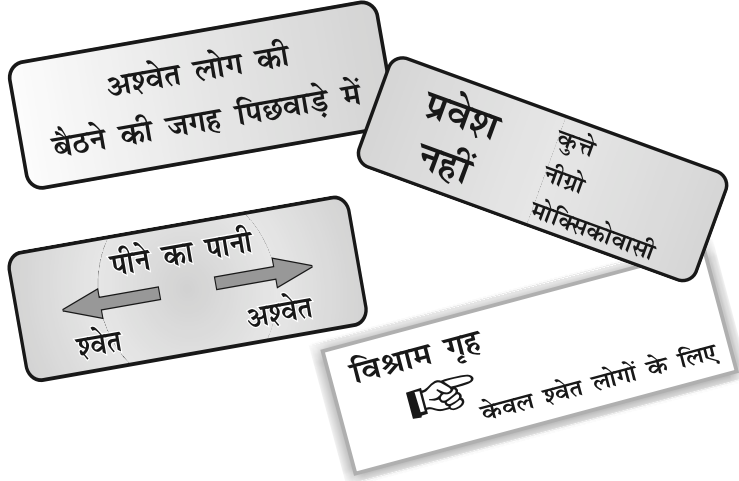 अश्वेत लोग की
बैठने की जगह पिछवाड़े में
प्रवेश
नहीं
कुत्ते
नीग्रो
मोक्सिकोवासी
पीने का पानी
श्वेत
अश्वेत
विश्राम गृह
केवल श्वेत लोगों के लिए